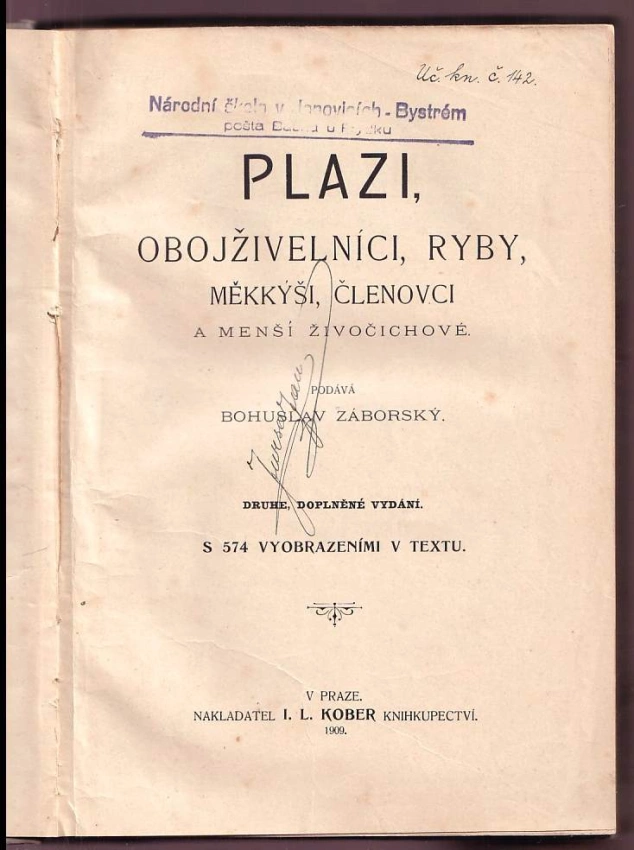 Uč. kn. č. 142.
Národní škola v Janovicích - Bystrém
pošta u
PLAZI,
OBOJŽIVELNÍCI, RYBY,
MĚKKÝŠI, ČLENOVCI
A MENŠÍ ŽIVOČICHOVÉ.
PODÁVÁ
BOHUSLAV ZÁBORSKÝ.
DRUHÉ, DOPLNĚNÉ VYDÁNÍ.
S 574 VYOBRAZENÍMI V TEXTU.
V PRAZE.
NAKLADATEL I. L. KOBER KNIHKUPECTVÍ.
1909.